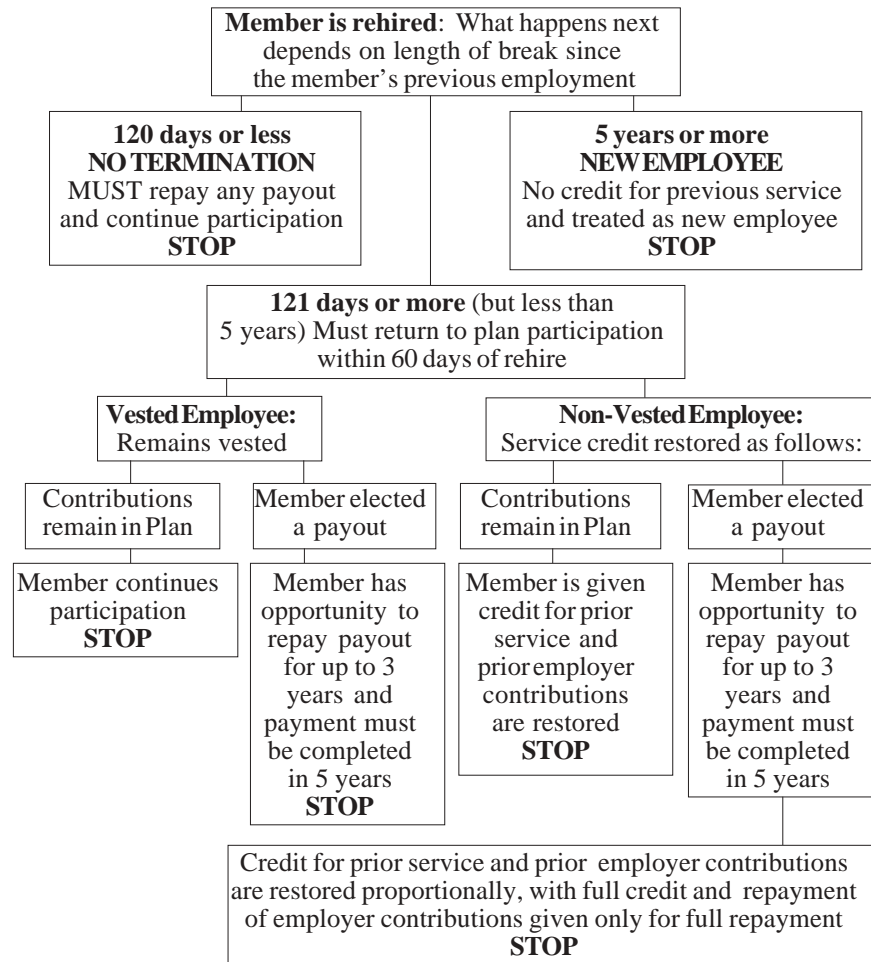 Member is rehired: What happens next
depends on length of break since
the member's previous employment
120 days or less
NO TERMINATION
MUST repay any payout
and continue participation
STOP
5 years or more
NEW EMPLOYEE
No credit for previous service
and treated as new employee
STOP
121 days or more (but less than
5 years) Must return to plan participation
within 60 days of rehire
Vested Employee:
Remains vested
Non-Vested Employee:
Service credit restored as follows:
Contributions
remain in Plan
Member elected
a payout
Contributions
remain in Plan
Member elected
a payout
Member continues
participation
STOP
Member has
opportunity to
repay payout
for up to 3
years and
payment must
be completed
in 5 years
STOP
Member is given
credit for prior
service and
prior employer
contributions
are restored
STOP
Member has
opportunity to
repay payout
for up to 3
years and
payment must
be completed
in 5 years
Credit for prior service and prior employer contributions
are restored proportionally, with full credit and repayment
of employer contributions given only for full repayment
STOP